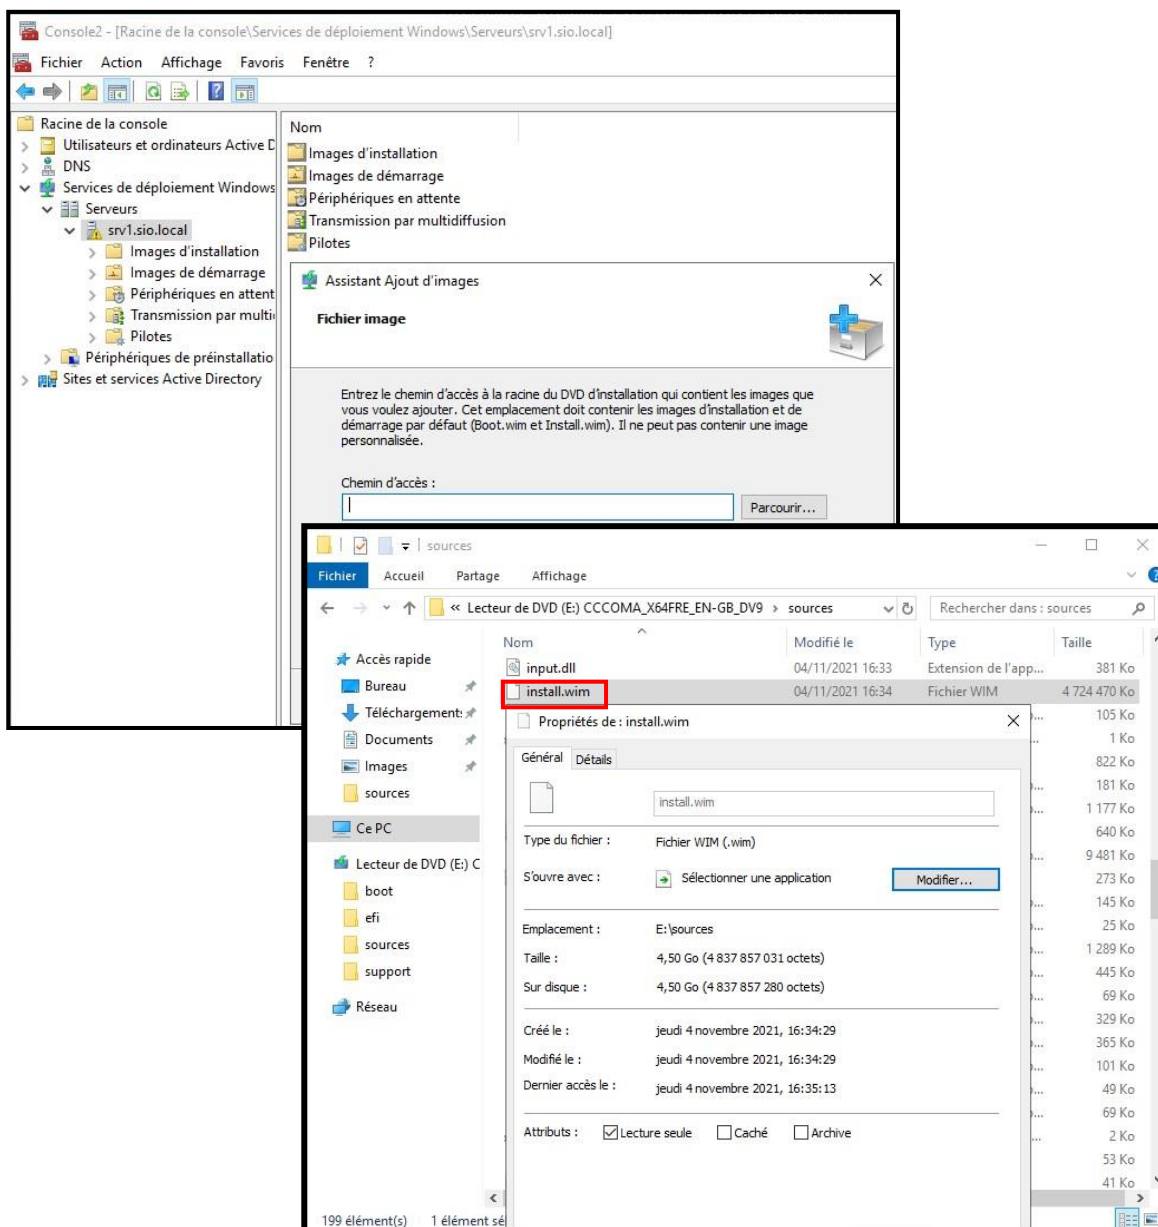 Console2 - [Racine de la console\Services de déploiement Windows\Serveurs\srv1.sio.local]
Fichier Action Affichage Favoris Fenêtre ?
Racine de la console
Utilisateurs et ordinateurs Active D
DNS
Services de déploiement Windows
Serveurs
srv1.sio.local
Images d'installation
Images de démarrage
Périphériques en attent
Transmission par multi
Pilotes
Périphériques de préinstallatio
Sites et services Active Directory
Nom
Images d'installation
Images de démarrage
Périphériques en attente
Transmission par multidiffusion
Pilotes
Assistant Ajout d'images
Fichier image
Entrez le chemin d'accès à la racine du DVD d'installation qui contient les images que
vous voulez ajouter. Cet emplacement doit contenir les images d'installation et de
démarrage par défaut (Boot.wim et Install.wim). Il ne peut pas contenir une image
personnalisée.
Chemin d'accès :
Parcourir...
sources
Fichier Accueil Partage Affichage
« Lecteur de DVD (E:) CCCOMA_X64FRE_EN-GB_DV9 > sources
Rechercher dans : sources
Accès rapide
Bureau
Téléchargement:
Documents
Images
sources
Ce PC
Lecteur de DVD (E:) C
boot
efi
sources
support
Réseau
Nom Modifié le Type Taille
input.dll 04/11/2021 16:33 Extension de l'app... 381 Ko
install.wim 04/11/2021 16:34 Fichier WIM 4 724 470 Ko
105 Ko
1 Ko
822 Ko
181 Ko
1 177 Ko
640 Ko
9 481 Ko
273 Ko
145 Ko
25 Ko
1 289 Ko
445 Ko
69 Ko
329 Ko
365 Ko
101 Ko
49 Ko
69 Ko
2 Ko
53 Ko
41 Ko
Propriétés de : install.wim
Général Détails
install.wim
Type du fichier : Fichier WIM (.wim)
S'ouvre avec : Sélectionner une application Modifier...
Emplacement : E:\sources
Taille : 4,50 Go (4 837 857 031 octets)
Sur disque : 4,50 Go (4 837 857 280 octets)
Créé le : jeudi 4 novembre 2021, 16:34:29
Modifié le : jeudi 4 novembre 2021, 16:34:29
Dernier accès le : jeudi 4 novembre 2021, 16:35:13
Attributs : Lecture seule Caché Archive
199 élément(s) 1 élément sé